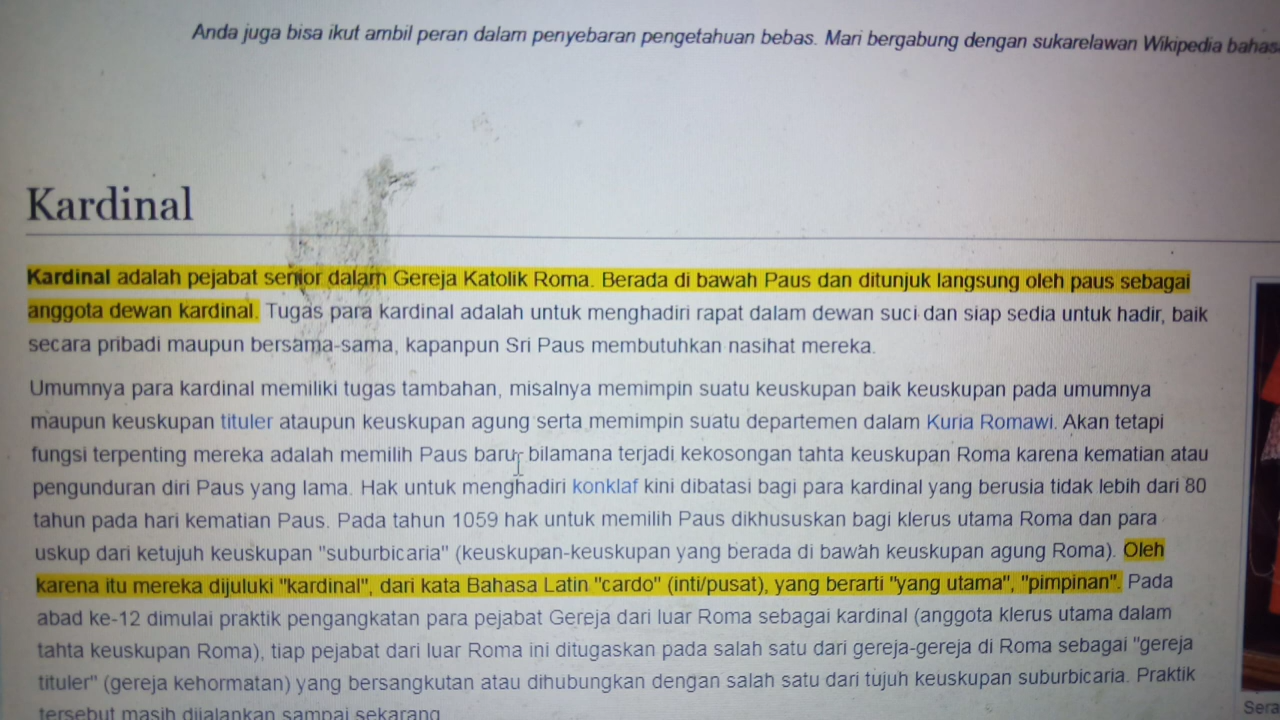 Anda juga bisa ikut ambil peran dalam penyebaran pengetahuan bebas. Mari bergabung dengan sukarelawan Wikipedia bahas
Kardinal
Kardinal adalah pejabat senior dalam Gereja Katolik Roma. Berada di bawah Paus dan ditunjuk langsung oleh paus sebagai
anggota dewan kardinal. Tugas para kardinal adalah untuk menghadiri rapat dalam dewan suci dan siap sedia untuk hadir, baik
secara pribadi maupun bersama-sama, kapanpun Sri Paus membutuhkan nasihat mereka.
Umumnya para kardinal memiliki tugas tambahan, misalnya memimpin suatu keuskupan baik keuskupan pada umumnya
maupun keuskupan tituler ataupun keuskupan agung serta memimpin suatu departemen dalam Kuria Romawi. Akan tetapi
fungsi terpenting mereka adalah memilih Paus baru, bilamana terjadi kekosongan tahta keuskupan Roma karena kematian atau
pengunduran diri Paus yang lama. Hak untuk menghadiri konklaf kini dibatasi bagi para kardinal yang berusia tidak lebih dari 80
tahun pada hari kematian Paus. Pada tahun 1059 hak untuk memilih Paus dikhususkan bagi klerus utama Roma dan para
uskup dari ketujuh keuskupan "suburbicaria" (keuskupan-keuskupan yang berada di bawah keuskupan agung Roma). Oleh
karena itu mereka dijuluki "kardinal", dari kata Bahasa Latin "cardo" (inti/pusat), yang berarti "yang utama", "pimpinan". Pada
abad ke-12 dimulai praktik pengangkatan para pejabat Gereja dari luar Roma sebagai kardinal (anggota klerus utama dalam
tahta keuskupan Roma), tiap pejabat dari luar Roma ini ditugaskan pada salah satu dari gereja-gereja di Roma sebagai "gereja
tituler" (gereja kehormatan) yang bersangkutan atau dihubungkan dengan salah satu dari tujuh keuskupan suburbicaria. Praktik
tersebut masih dijalankan sampai sekarang
Sera